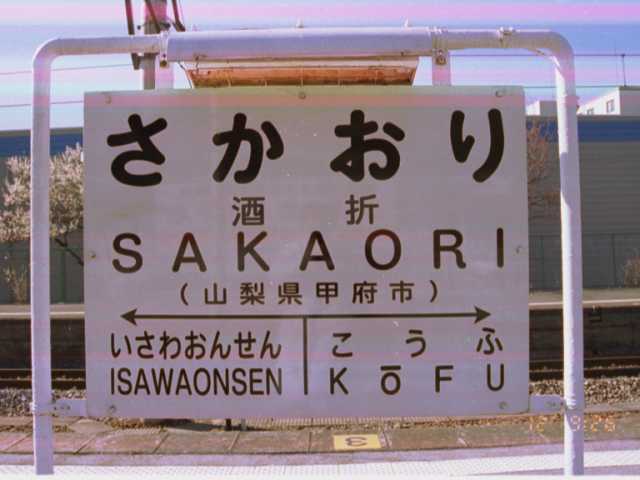 さかおり
酒折
SAKAORI
(山梨県甲府市)
いさわおんせん こうふ
ISAWAONSEN KōFU
3